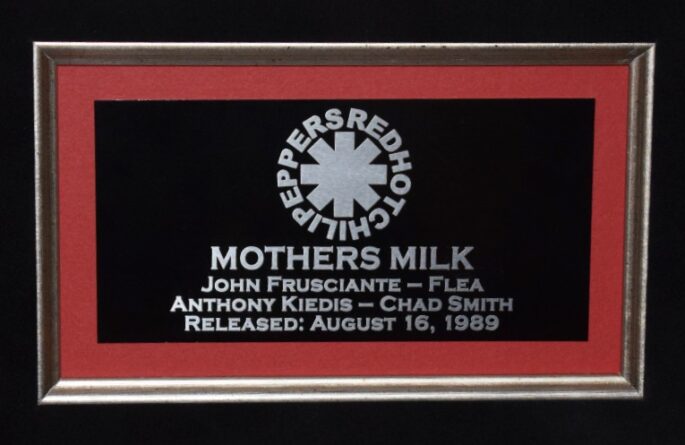 REDHOTCHILIPEPPERS
MOTHERS MILK
JOHN FRUSCIANTE – FLEA
ANTHONY KIEDIS – CHAD SMITH
RELEASED: AUGUST 16, 1989